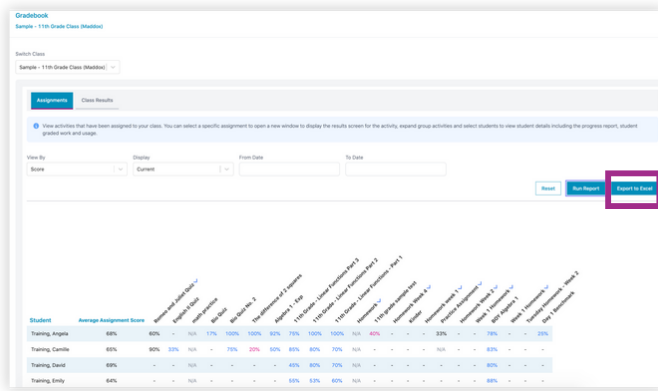 Gradebook
Sample - 11th Grade Class (Maddox)
Switch Class
Sample - 11th Grade Class (Maddox)
Assignments Class Results
View activities that have been assigned to your class. You can select a specific assignment to open a new window to display the results screen for the activity, expand group activities and select students to view student details including the progress report, student
graded work and usage.
View By Display From Date To Date
Score Current
Reset Run Report Export to Excel
Student Average Assignment Score Romeo and Juliet Quiz English II Quiz math practice Bio Quiz Bio Quiz No. 2 The difference of 2 squares Algebra 1 - Exp 11th Grade - Linear Functions Part 3 11th Grade - Linear Functions Part 2 11th Grade - Linear Functions - Part 1 Homework 11th grade sample test Homework Week 4 Kinder Homework week 1 Practice Assignment Homework Week 2 Week 1 Homework BOY Algebra 1 Week 1 Homework Tuesday Homework - Week 2 Day 1 Benchmark
Training, Angela 68% 60% - N/A 17% 100% 100% 92% 75% 100% 100% N/A 40% - - - 33% - - 78% - - 20%
Training, Camille 65% 80% 33% N/A - 75% 20% 50% 85% 80% 70% N/A - - - - N/A - - 83% - - -
Training, David 69% - - - - - - - 45% 80% 70% N/A - - - - - - - 80% - - -
Training, Emily 64% - - N/A - - - - 55% 53% 60% N/A - - - - - - - 88% - - -